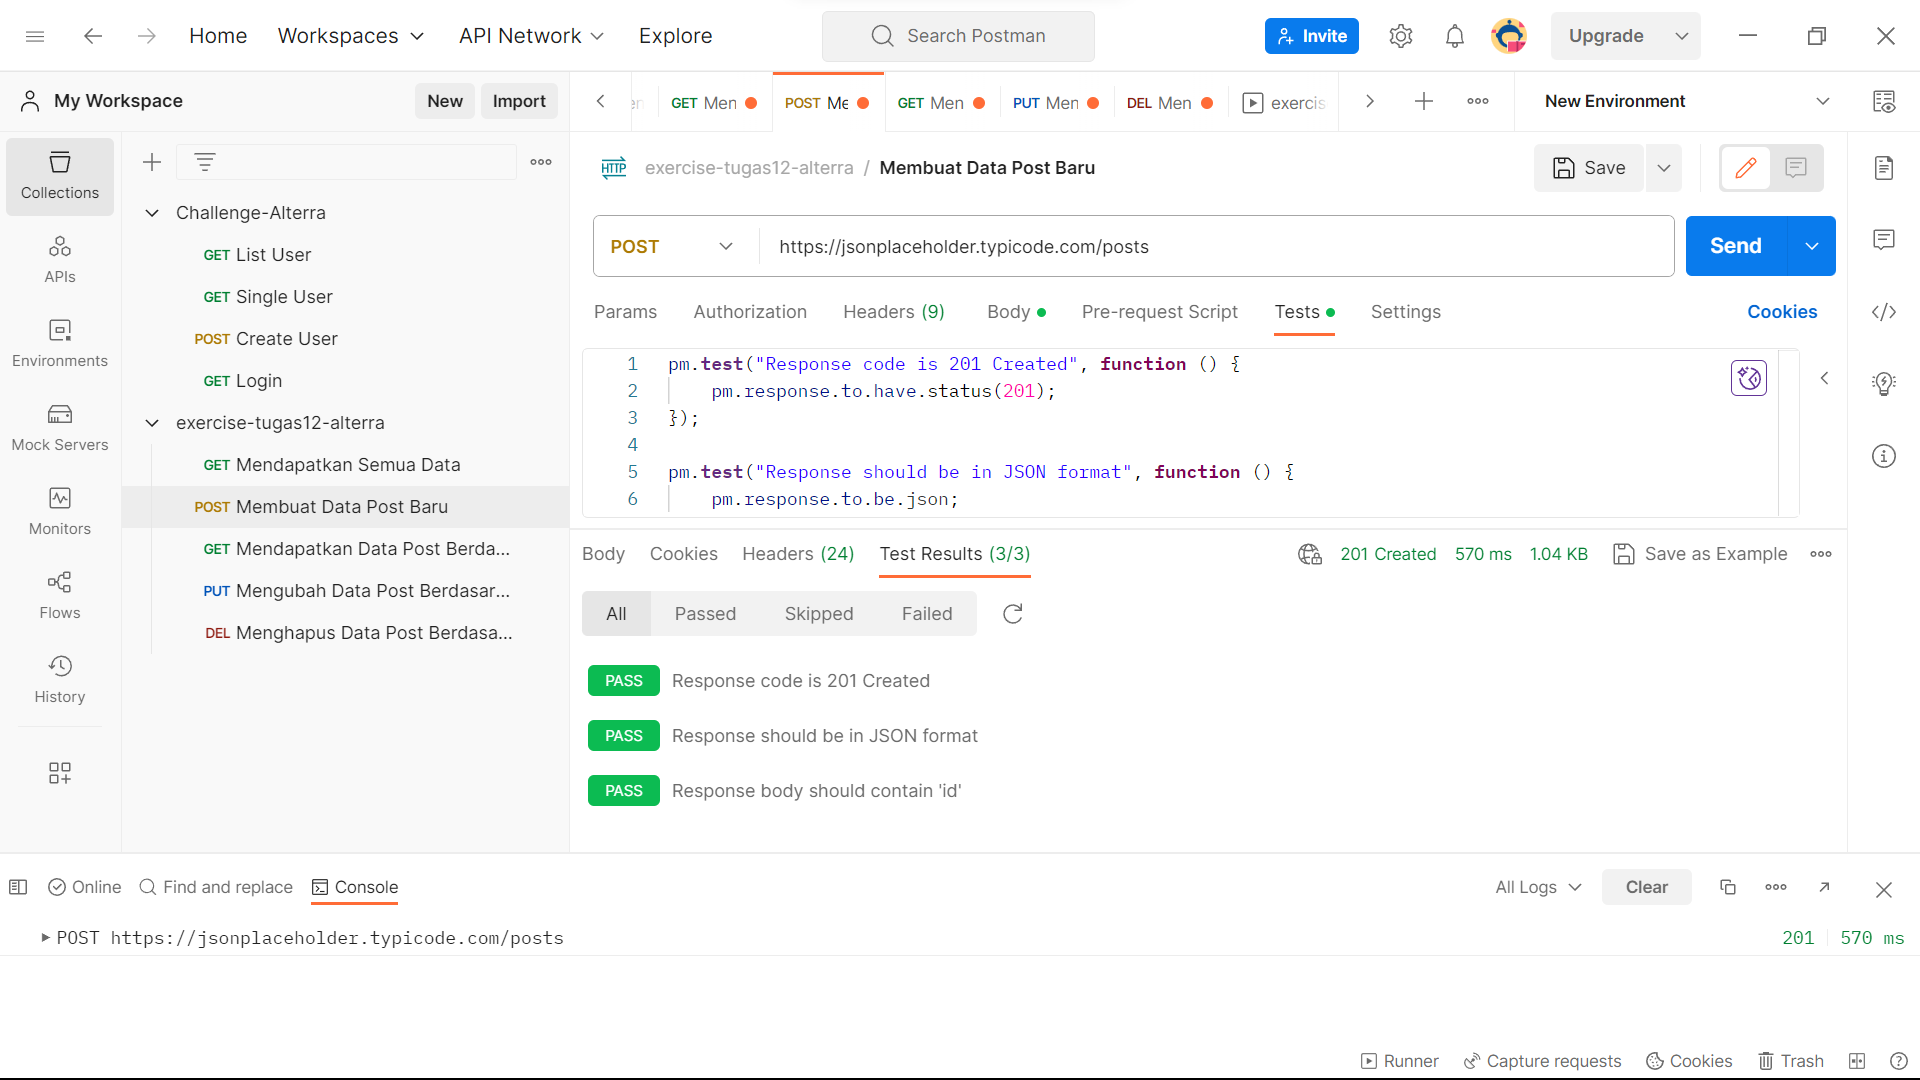 Home
Workspaces
API Network
Explore
Search Postman
Invite
Upgrade
My Workspace
New
Import
GET Men
POST Me
GET Men
PUT Men
DEL Men
exercis
New Environment
Collections
APIs
Environments
Mock Servers
Monitors
Flows
History
Challenge-Alterra
GET List User
GET Single User
POST Create User
GET Login
exercise-tugas12-alterra
GET Mendapatkan Semua Data
POST Membuat Data Post Baru
GET Mendapatkan Data Post Berda...
PUT Mengubah Data Post Berdasar...
DEL Menghapus Data Post Berdasa...
HTTP
exercise-tugas12-alterra / Membuat Data Post Baru
Save
POST
https://jsonplaceholder.typicode.com/posts
Send
Params
Authorization
Headers (9)
Body
Pre-request Script
Tests
Settings
Cookies
1 pm.test("Response code is 201 Created", function () {
2 pm.response.to.have.status(201);
3 });
4
5 pm.test("Response should be in JSON format", function () {
6 pm.response.to.be.json;
Body
Cookies
Headers (24)
Test Results (3/3)
201 Created
570 ms
1.04 KB
Save as Example
All
Passed
Skipped
Failed
PASS Response code is 201 Created
PASS Response should be in JSON format
PASS Response body should contain 'id'
Online
Find and replace
Console
All Logs
Clear
POST https://jsonplaceholder.typicode.com/posts
201
570 ms
Runner
Capture requests
Cookies
Trash